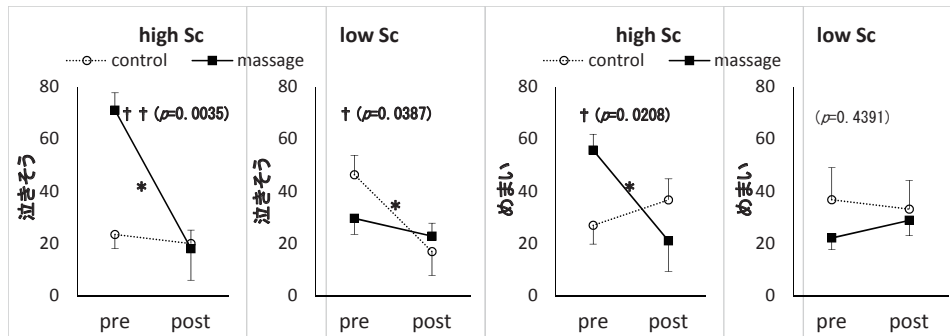 high Sc
control massage
80
60
40
20
0
泣きそう
† † (p=0.0035)
*
pre post
low Sc
80
60
40
20
0
泣きそう
† (p=0.0387)
*
pre post
high Sc
control massage
80
60
40
20
0
めまい
† (p=0.0208)
*
pre post
low Sc
80
60
40
20
0
めまい
(p=0.4391)
pre post